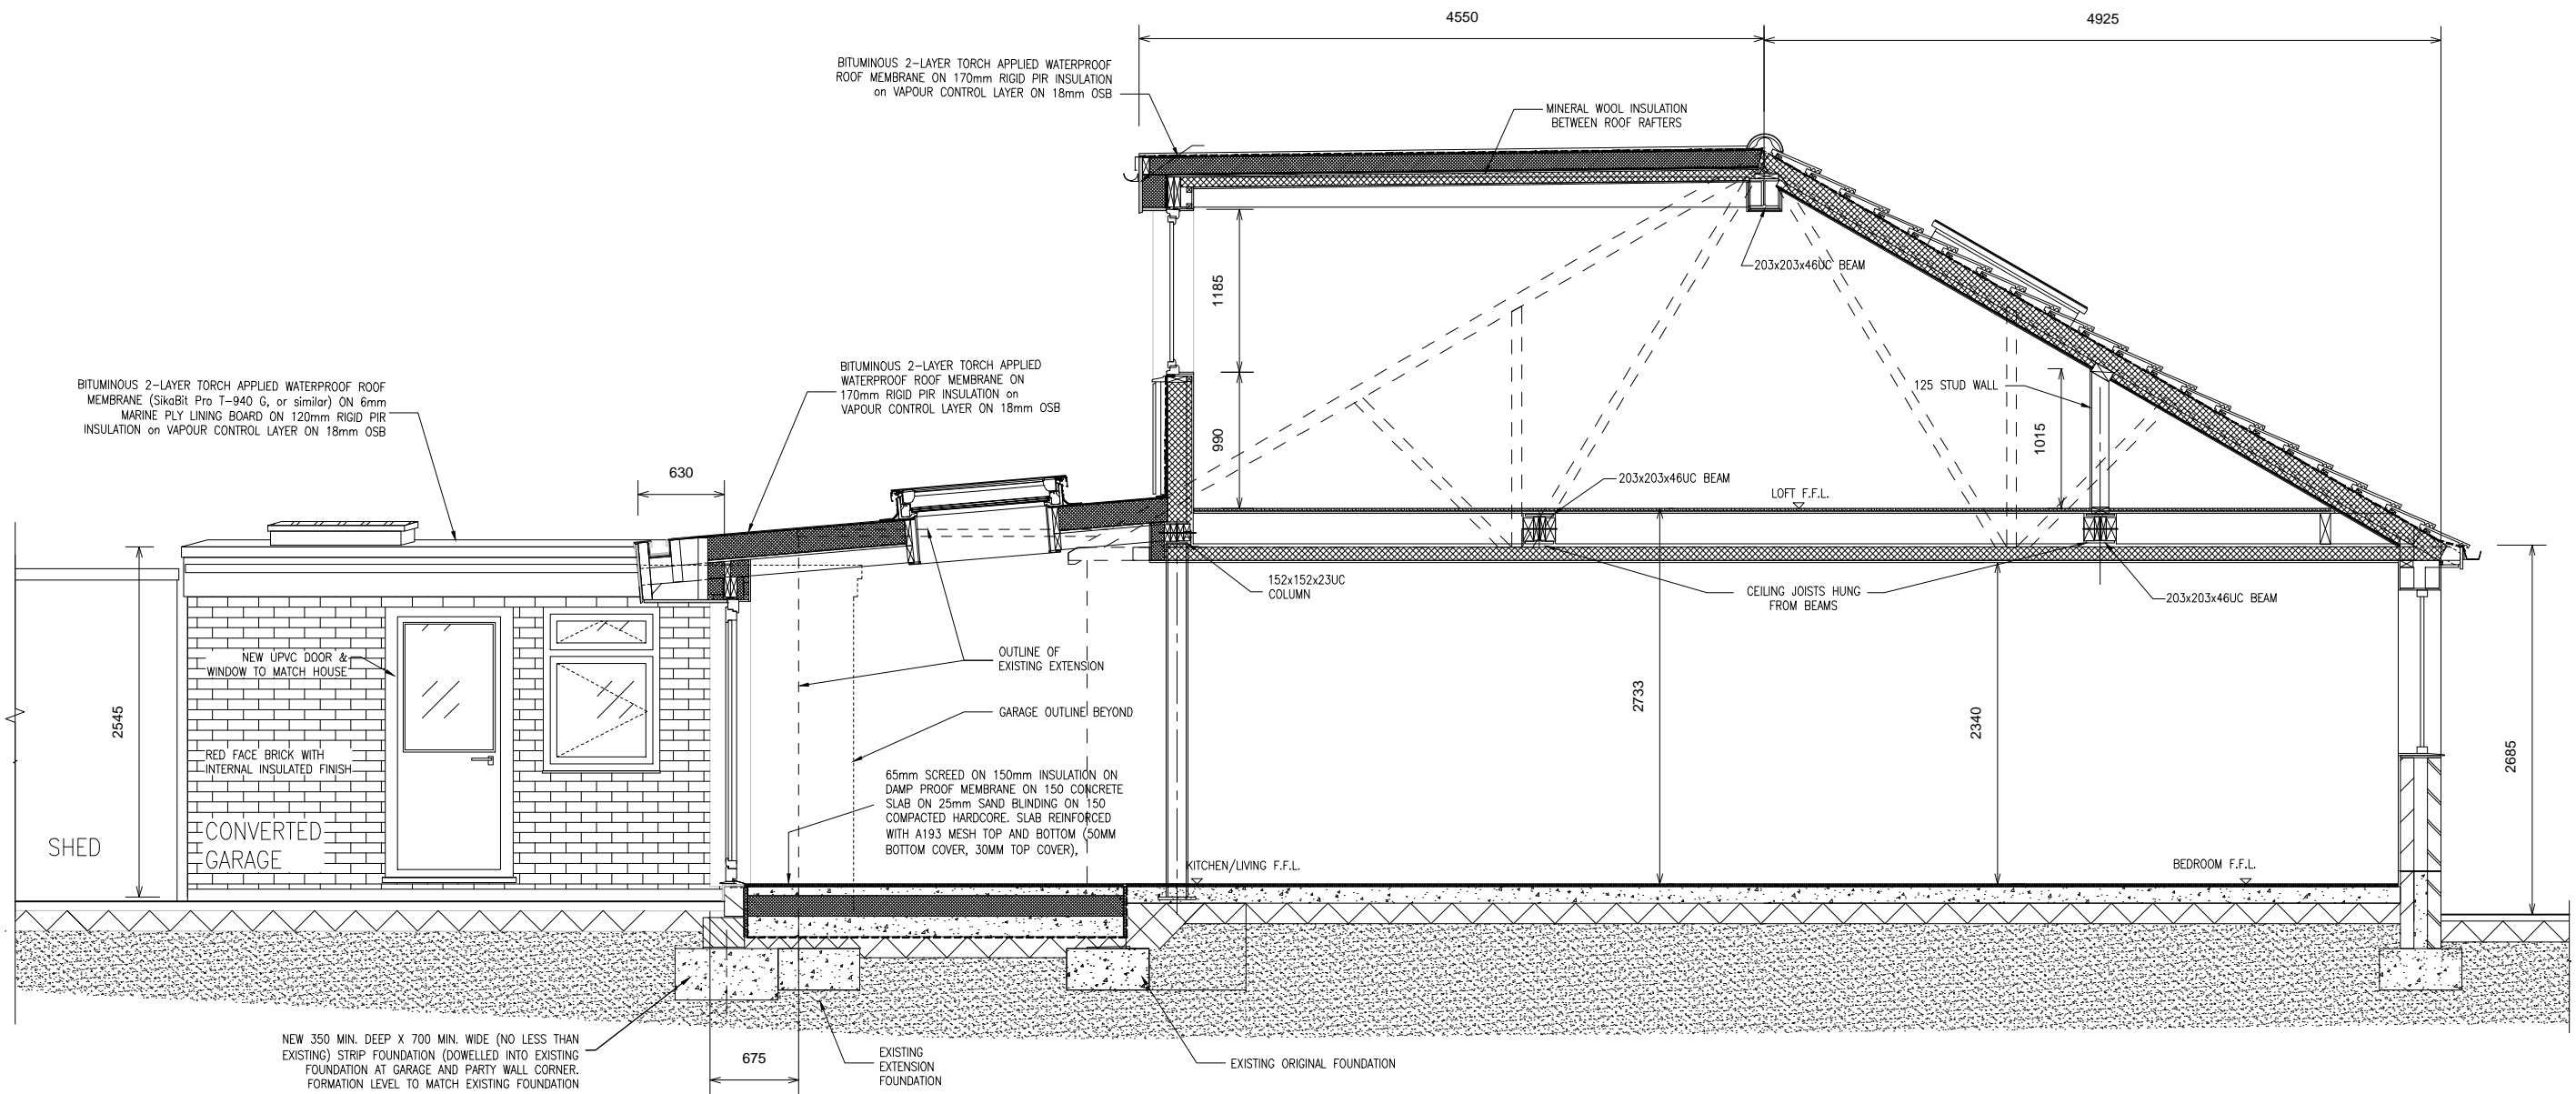 4550
4925
BITUMINOUS 2-LAYER TORCH APPLIED WATERPROOF
ROOF MEMBRANE ON 170mm RIGID PIR INSULATION
on VAPOUR CONTROL LAYER ON 18mm OSB
MINERAL WOOL INSULATION
BETWEEN ROOF RAFTERS
203x203x46UC BEAM
1185
BITUMINOUS 2-LAYER TORCH APPLIED
WATERPROOF ROOF MEMBRANE ON
170mm RIGID PIR INSULATION on
VAPOUR CONTROL LAYER ON 18mm OSB
BITUMINOUS 2-LAYER TORCH APPLIED WATERPROOF ROOF
MEMBRANE (SikaBit Pro T-940 G, or similar) ON 6mm
MARINE PLY LINING BOARD ON 120mm RIGID PIR
INSULATION on VAPOUR CONTROL LAYER ON 18mm OSB
125 STUD WALL
990
1015
630
203x203x46UC BEAM
LOFT F.F.L.
152x152x23UC
COLUMN
CEILING JOISTS HUNG
FROM BEAMS
203x203x46UC BEAM
OUTLINE OF
EXISTING EXTENSION
NEW UPVC DOOR &
WINDOW TO MATCH HOUSE
GARAGE OUTLINE BEYOND
2545
2733
2340
2685
RED FACE BRICK WITH
INTERNAL INSULATED FINISH
65mm SCREED ON 150mm INSULATION ON
DAMP PROOF MEMBRANE ON 150 CONCRETE
SLAB ON 25mm SAND BLINDING ON 150
COMPACTED HARDCORE. SLAB REINFORCED
WITH A193 MESH TOP AND BOTTOM (50MM
BOTTOM COVER, 30MM TOP COVER),
SHED
CONVERTED
GARAGE
KITCHEN/LIVING F.F.L.
BEDROOM F.F.L.
NEW 350 MIN. DEEP X 700 MIN. WIDE (NO LESS THAN
EXISTING) STRIP FOUNDATION (DOWELLED INTO EXISTING
FOUNDATION AT GARAGE AND PARTY WALL CORNER.
FORMATION LEVEL TO MATCH EXISTING FOUNDATION
675
EXISTING
EXTENSION
FOUNDATION
EXISTING ORIGINAL FOUNDATION